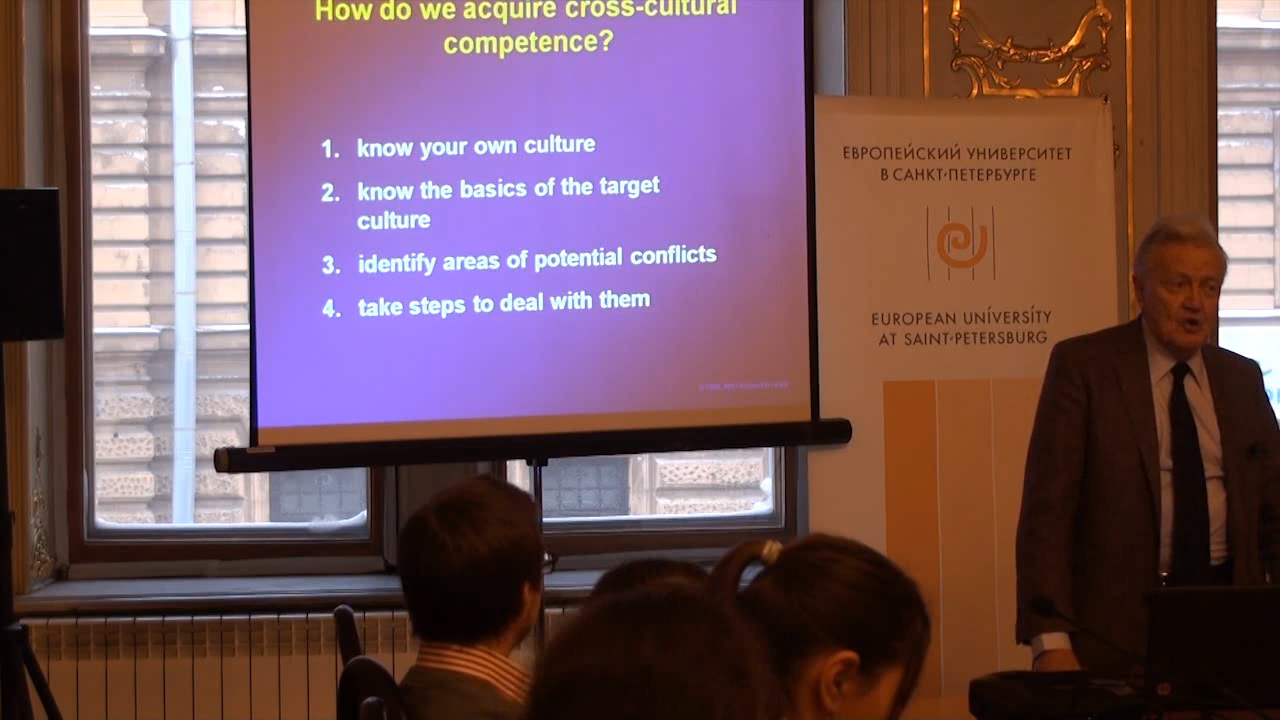 How do we acquire cross-cultural
competence?
1. know your own culture
2. know the basics of the target
culture
3. identify areas of potential conflicts
4. take steps to deal with them
ЕВРОПЕЙСКИЙ УНИВЕРСИТЕТ
В САНКТ-ПЕТЕРБУРГЕ
EUROPEAN UNIVERSITY
AT SAINT-PETERSBURG